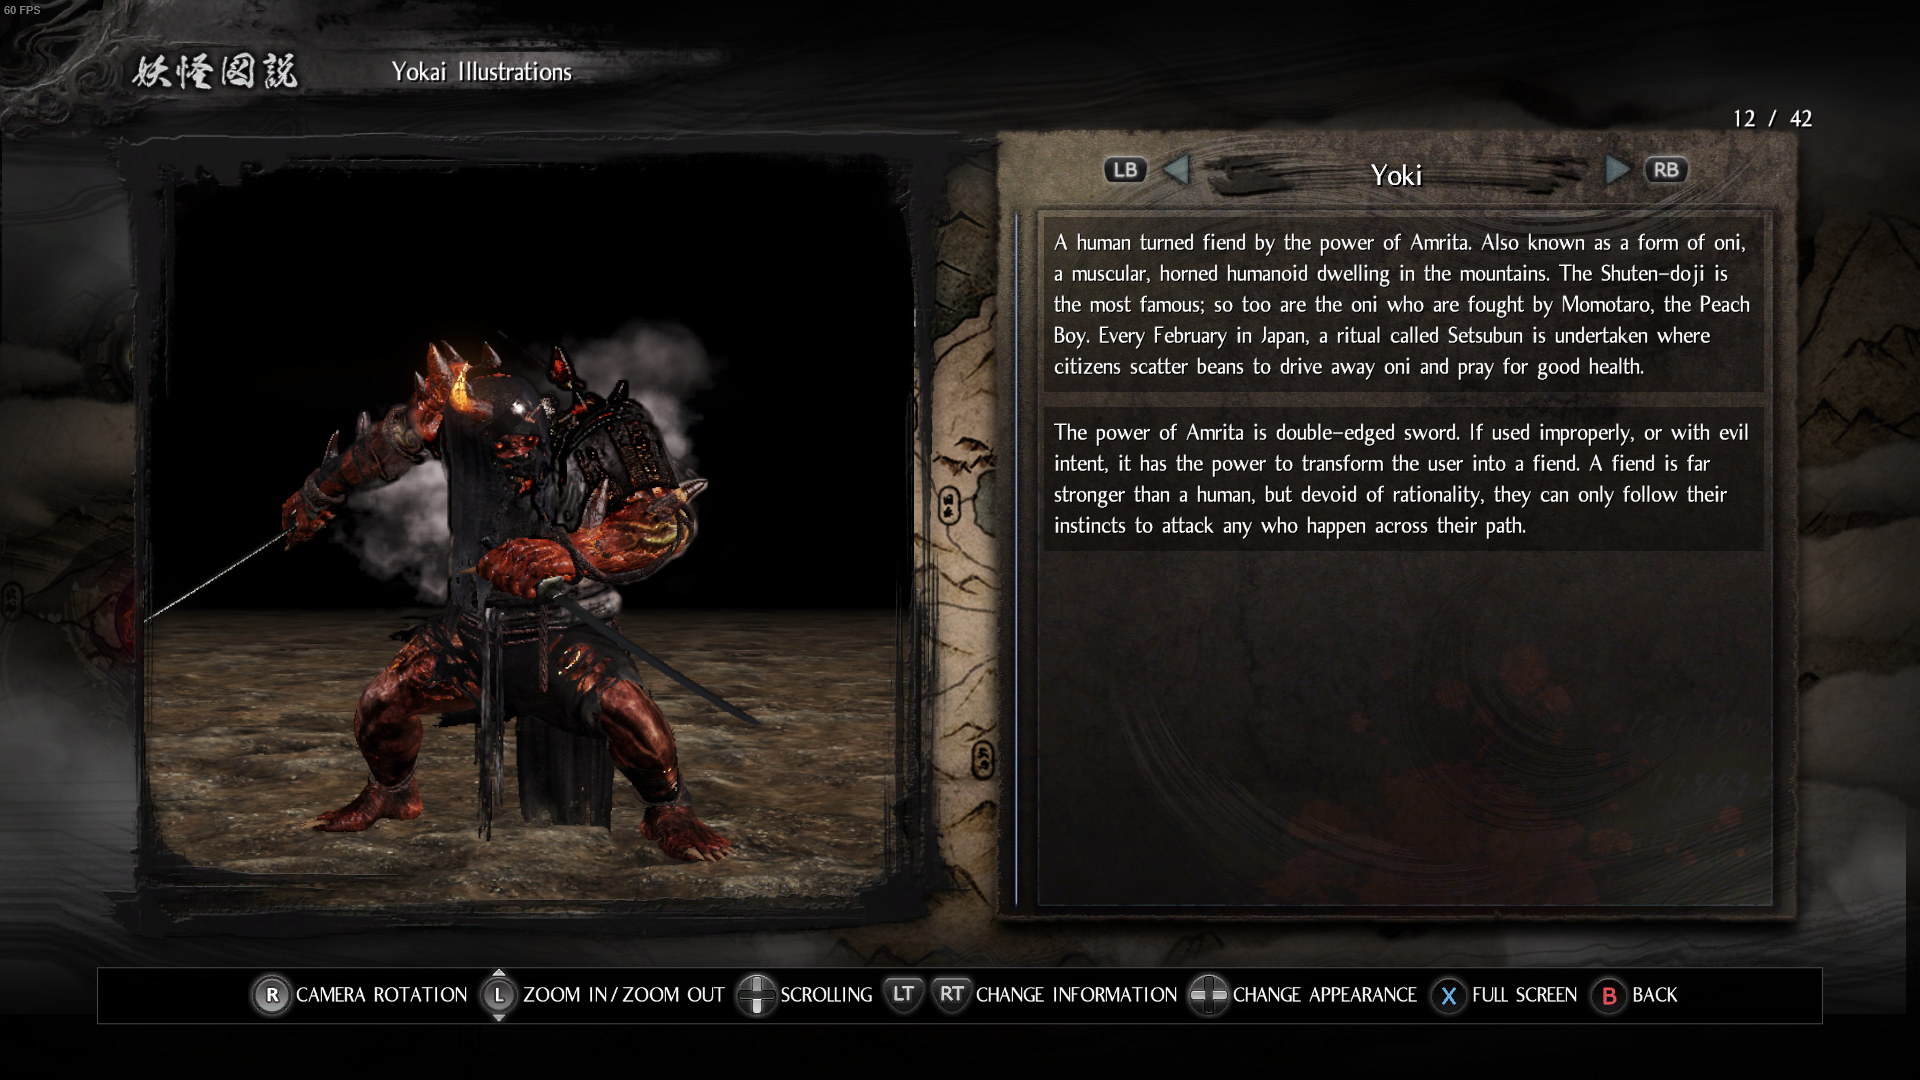 60 FPS
妖怪図説
Yokai Illustrations
12 / 42
LB
Yoki
RB
A human turned fiend by the power of Amrita. Also known as a form of oni,
a muscular, horned humanoid dwelling in the mountains. The Shuten-doji is
the most famous; so too are the oni who are fought by Momotaro, the Peach
Boy. Every February in Japan, a ritual called Setsubun is undertaken where
citizens scatter beans to drive away oni and pray for good health.
The power of Amrita is double-edged sword. If used improperly, or with evil
intent, it has the power to transform the user into a fiend. A fiend is far
stronger than a human, but devoid of rationality, they can only follow their
instincts to attack any who happen across their path.
R CAMERA ROTATION L ZOOM IN/ZOOM OUT SCROLLING LT RT CHANGE INFORMATION CHANGE APPEARANCE X FULL SCREEN B BACK